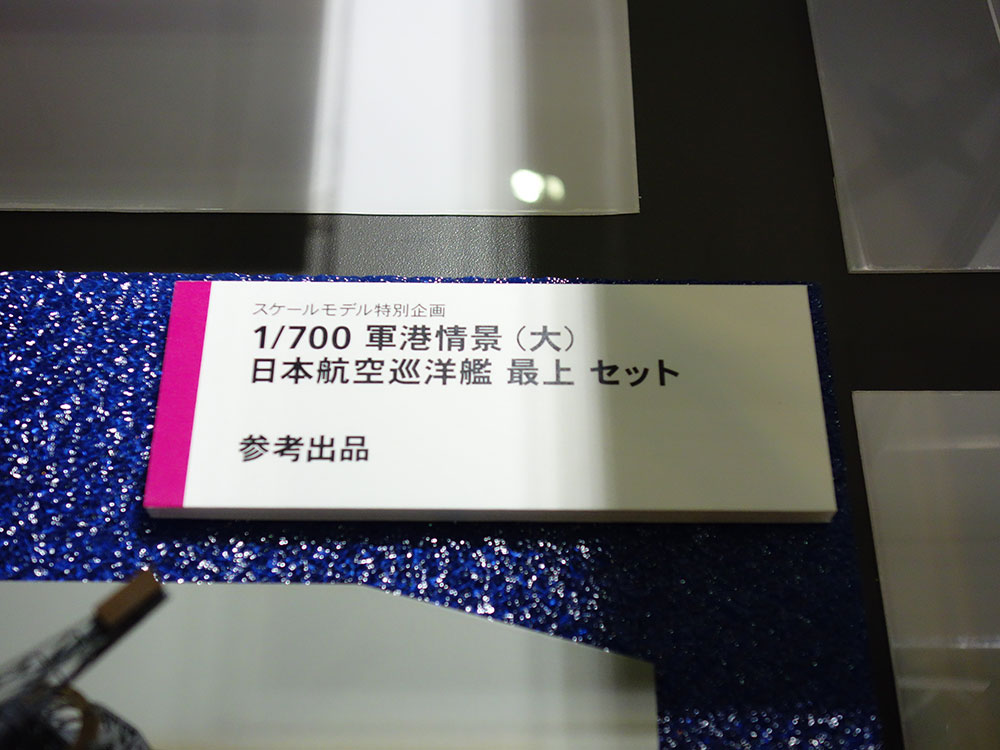 スケールモデル特別企画
1/700 軍港情景（大）
日本航空巡洋艦 最上 セット
参考出品